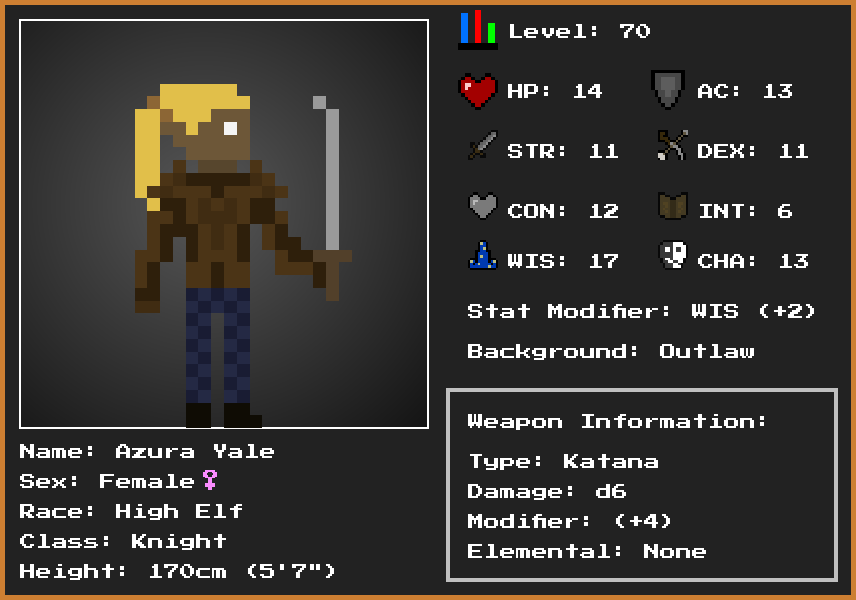 Level: 70
HP: 14 AC: 13
STR: 11 DEX: 11
CON: 12 INT: 6
WIS: 17 CHA: 13
Stat Modifier: WIS (+2)
Background: Outlaw
Weapon Information:
Type: Katana
Damage: d6
Modifier: (+4)
Elemental: None
Name: Azura Yale
Sex: Female♀
Race: High Elf
Class: Knight
Height: 170cm (5'7")